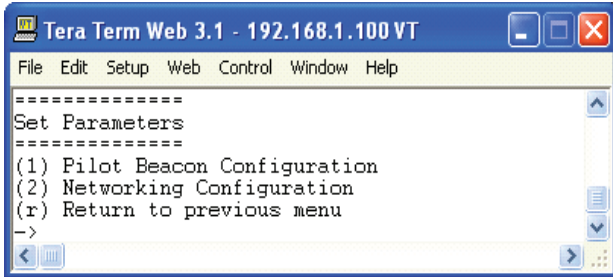 Tera Term Web 3.1 - 192.168.1.100 VT
File Edit Setup Web Control Window Help
==============
Set Parameters
==============
(1) Pilot Beacon Configuration
(2) Networking Configuration
(r) Return to previous menu
->